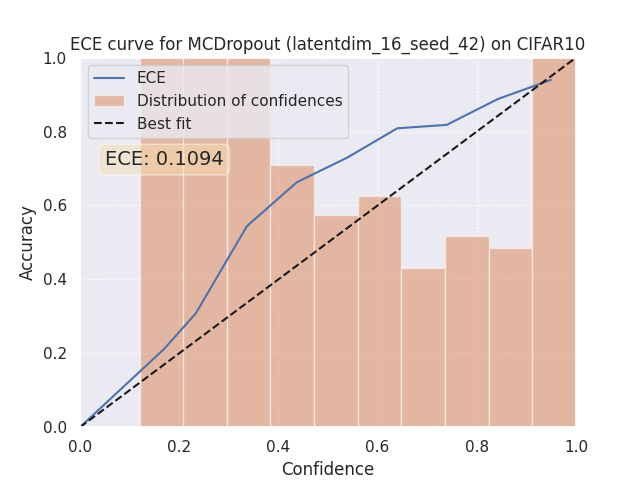 ECE curve for MCDropout (latentdim_16_seed_42) on CIFAR10
1.0
0.8
0.6
0.4
0.2
0.0
Accuracy
ECE
Distribution of confidences
Best fit
ECE: 0.1094
0.0 0.2 0.4 0.6 0.8 1.0
Confidence